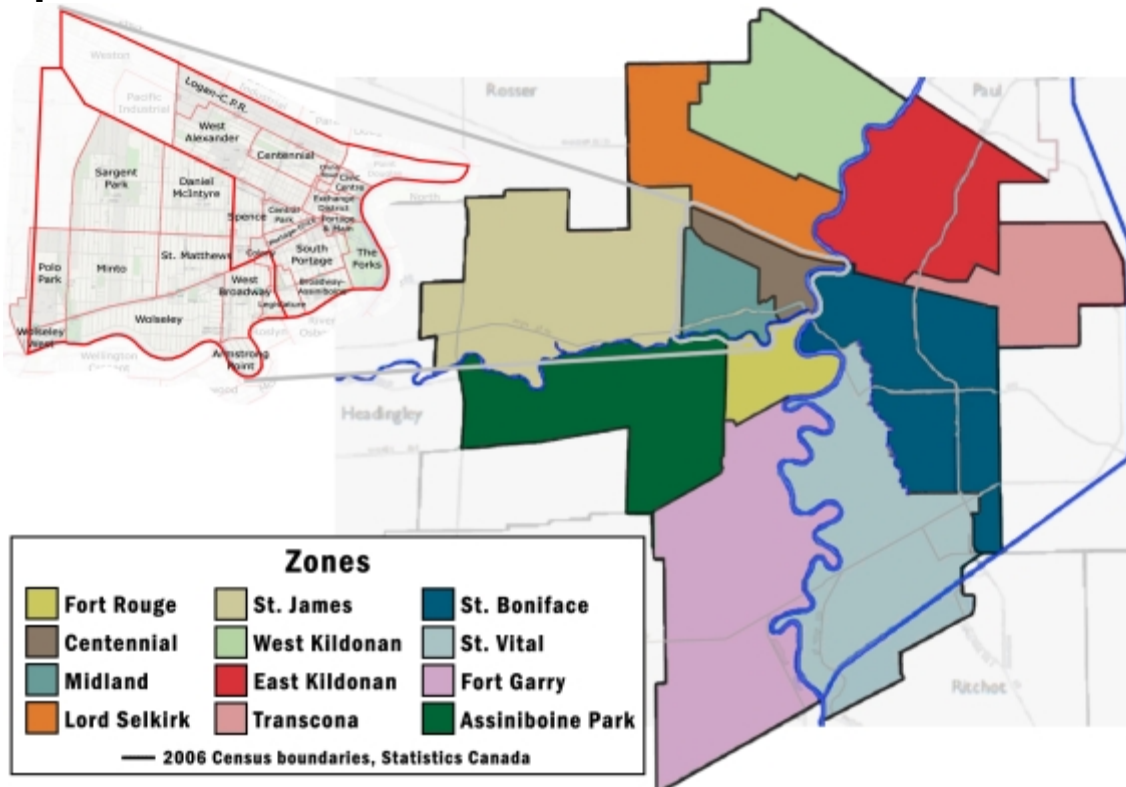 Weston
Pacific
Industrial
Logan-C.P.R.
West
Alexander
Centennial
Civic
Centre
Exchange
District
Sargent
Park
Daniel
McIntyre
Spence
Central
Park
Portage
& Main
Colony
South
Portage
The
Forks
Polo
Park
Minto
St. Matthews
West
Broadway
Broadway-
Assiniboine
Legislature
Wolseley
Wolseley
West
Armstrong
Point
Roslyn
River
Wellington
Crescent
North
Rosser
Paul
Headingley
Ritchot
Zones
Fort Rouge
St. James
St. Boniface
Centennial
West Kildonan
St. Vital
Midland
East Kildonan
Fort Garry
Lord Selkirk
Transcona
Assiniboine Park
2006 Census boundaries, Statistics Canada